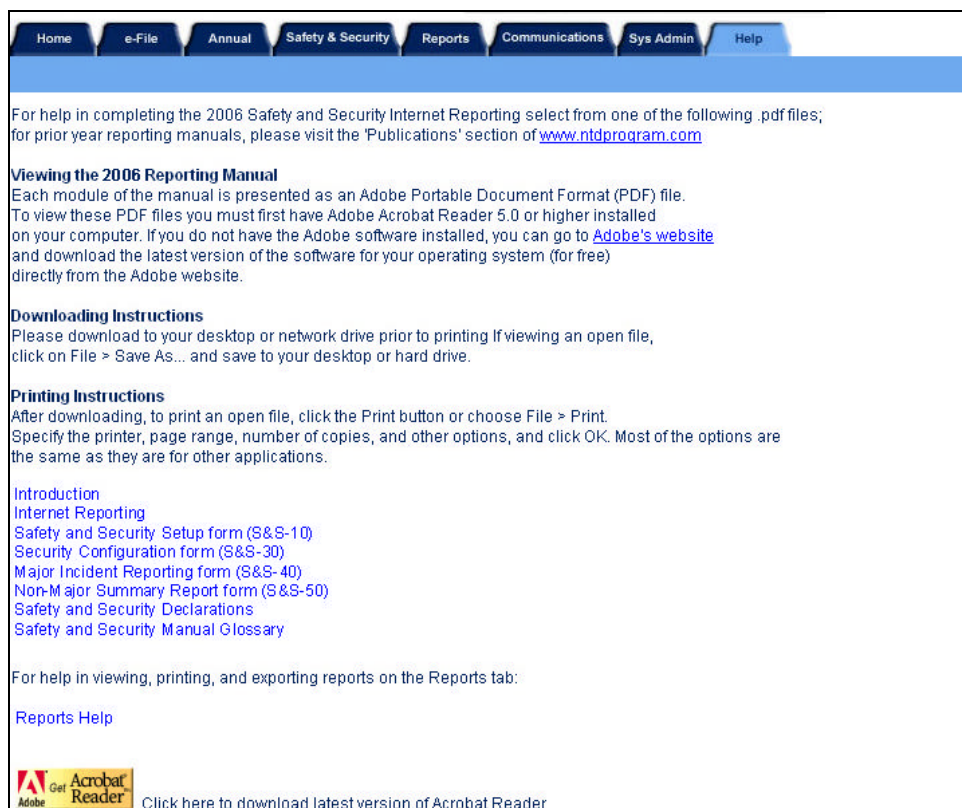 Home e-File Annual Safety & Security Reports Communications Sys Admin Help
For help in completing the 2006 Safety and Security Internet Reporting select from one of the following .pdf files;
for prior year reporting manuals, please visit the 'Publications' section of www.ntdprogram.com
Viewing the 2006 Reporting Manual
Each module of the manual is presented as an Adobe Portable Document Format (PDF) file.
To view these PDF files you must first have Adobe Acrobat Reader 5.0 or higher installed
on your computer. If you do not have the Adobe software installed, you can go to Adobe's website
and download the latest version of the software for your operating system (for free)
directly from the Adobe website.
Downloading Instructions
Please download to your desktop or network drive prior to printing If viewing an open file,
click on File > Save As... and save to your desktop or hard drive.
Printing Instructions
After downloading, to print an open file, click the Print button or choose File > Print.
Specify the printer, page range, number of copies, and other options, and click OK. Most of the options are
the same as they are for other applications.
Introduction
Internet Reporting
Safety and Security Setup form (S&S-10)
Security Configuration form (S&S-30)
Major Incident Reporting form (S&S-40)
Non-Major Summary Report form (S&S-50)
Safety and Security Declarations
Safety and Security Manual Glossary
For help in viewing, printing, and exporting reports on the Reports tab:
Reports Help
Adobe Get Acrobat Reader Click here to download latest version of Acrobat Reader